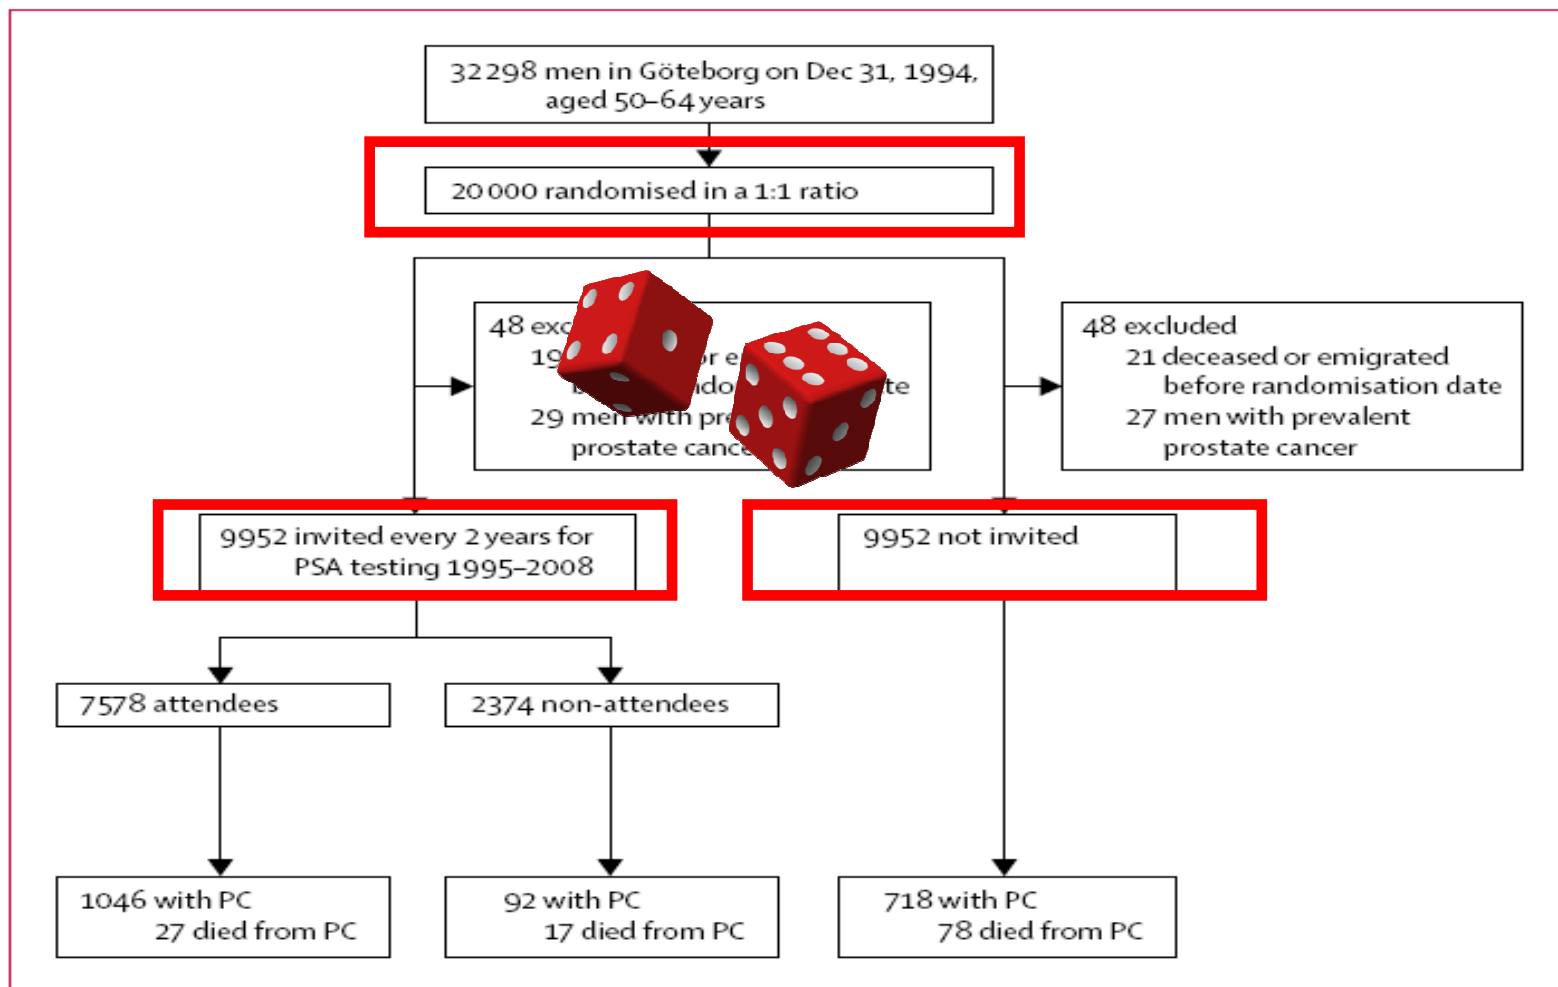 32298 men in Göteborg on Dec 31, 1994,
aged 50–64 years
20000 randomised in a 1:1 ratio
48
19
29 men with
prostate
48 excluded
21 deceased or emigrated
before randomisation date
27 men with prevalent
prostate cancer
9952 invited every 2 years for
PSA testing 1995–2008
9952 not invited
7578 attendees
2374 non-attendees
1046 with PC
27 died from PC
92 with PC
17 died from PC
718 with PC
78 died from PC